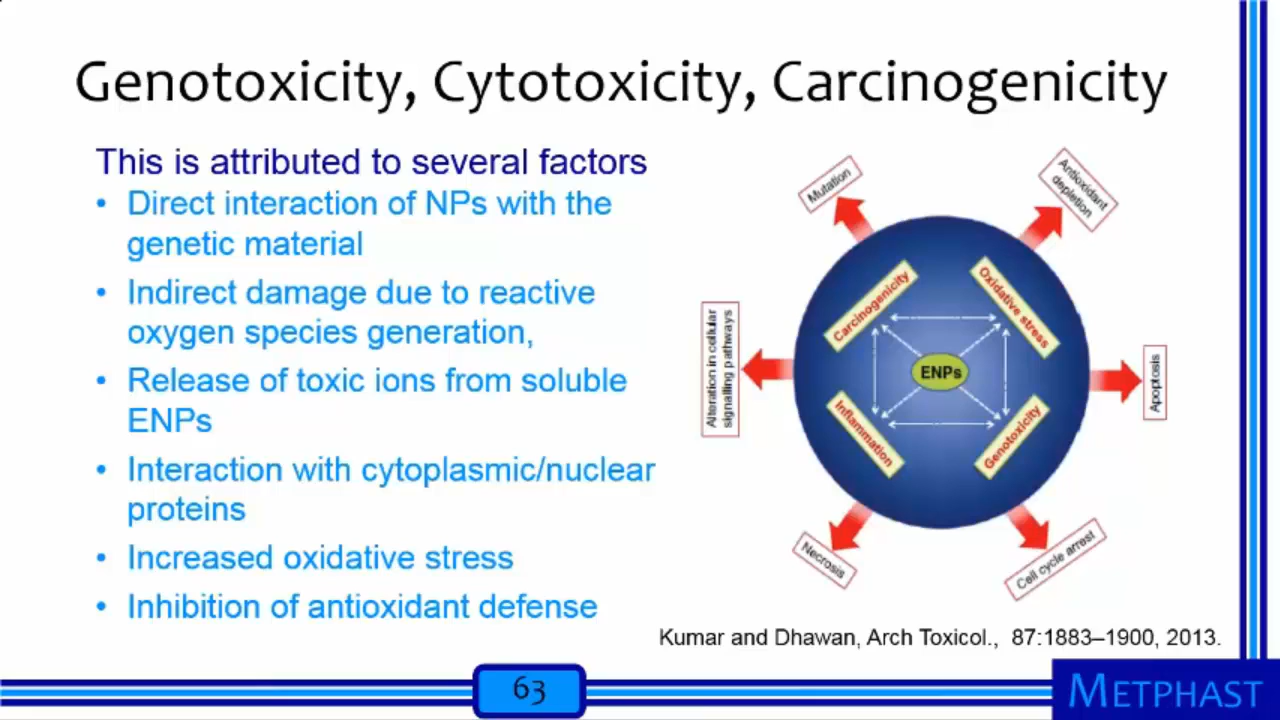 Genotoxicity, Cytotoxicity, Carcinogenicity
This is attributed to several factors
• Direct interaction of NPs with the
genetic material
• Indirect damage due to reactive
oxygen species generation,
• Release of toxic ions from soluble
ENPs
• Interaction with cytoplasmic/nuclear
proteins
• Increased oxidative stress
• Inhibition of antioxidant defense
Mutation
Antioxidant
depletion
Carcinogenicity
Oxidative stress
Alteration in cellular
signalling pathways
ENPs
Apoptosis
Inflammation
Genotoxicity
Necrosis
Cell cycle arrest
Kumar and Dhawan, Arch Toxicol., 87:1883–1900, 2013.
63
METPHAST